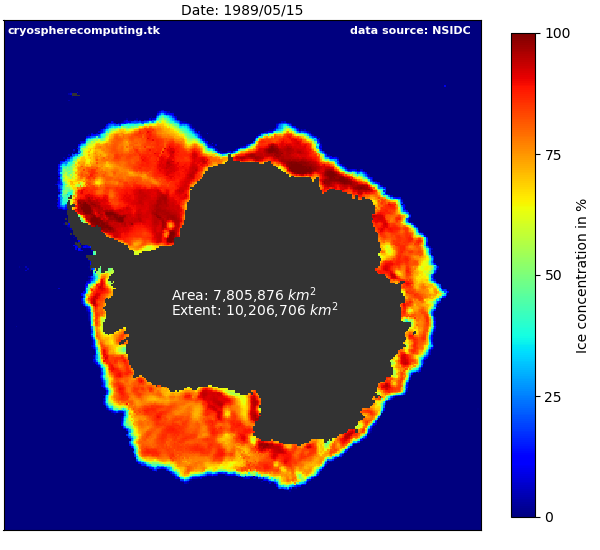 Date: 1989/05/15
cryospherecomputing.tk
data source: NSIDC
Area: 7,805,876 km²
Extent: 10,206,706 km²
100
75
50
25
0
Ice concentration in %